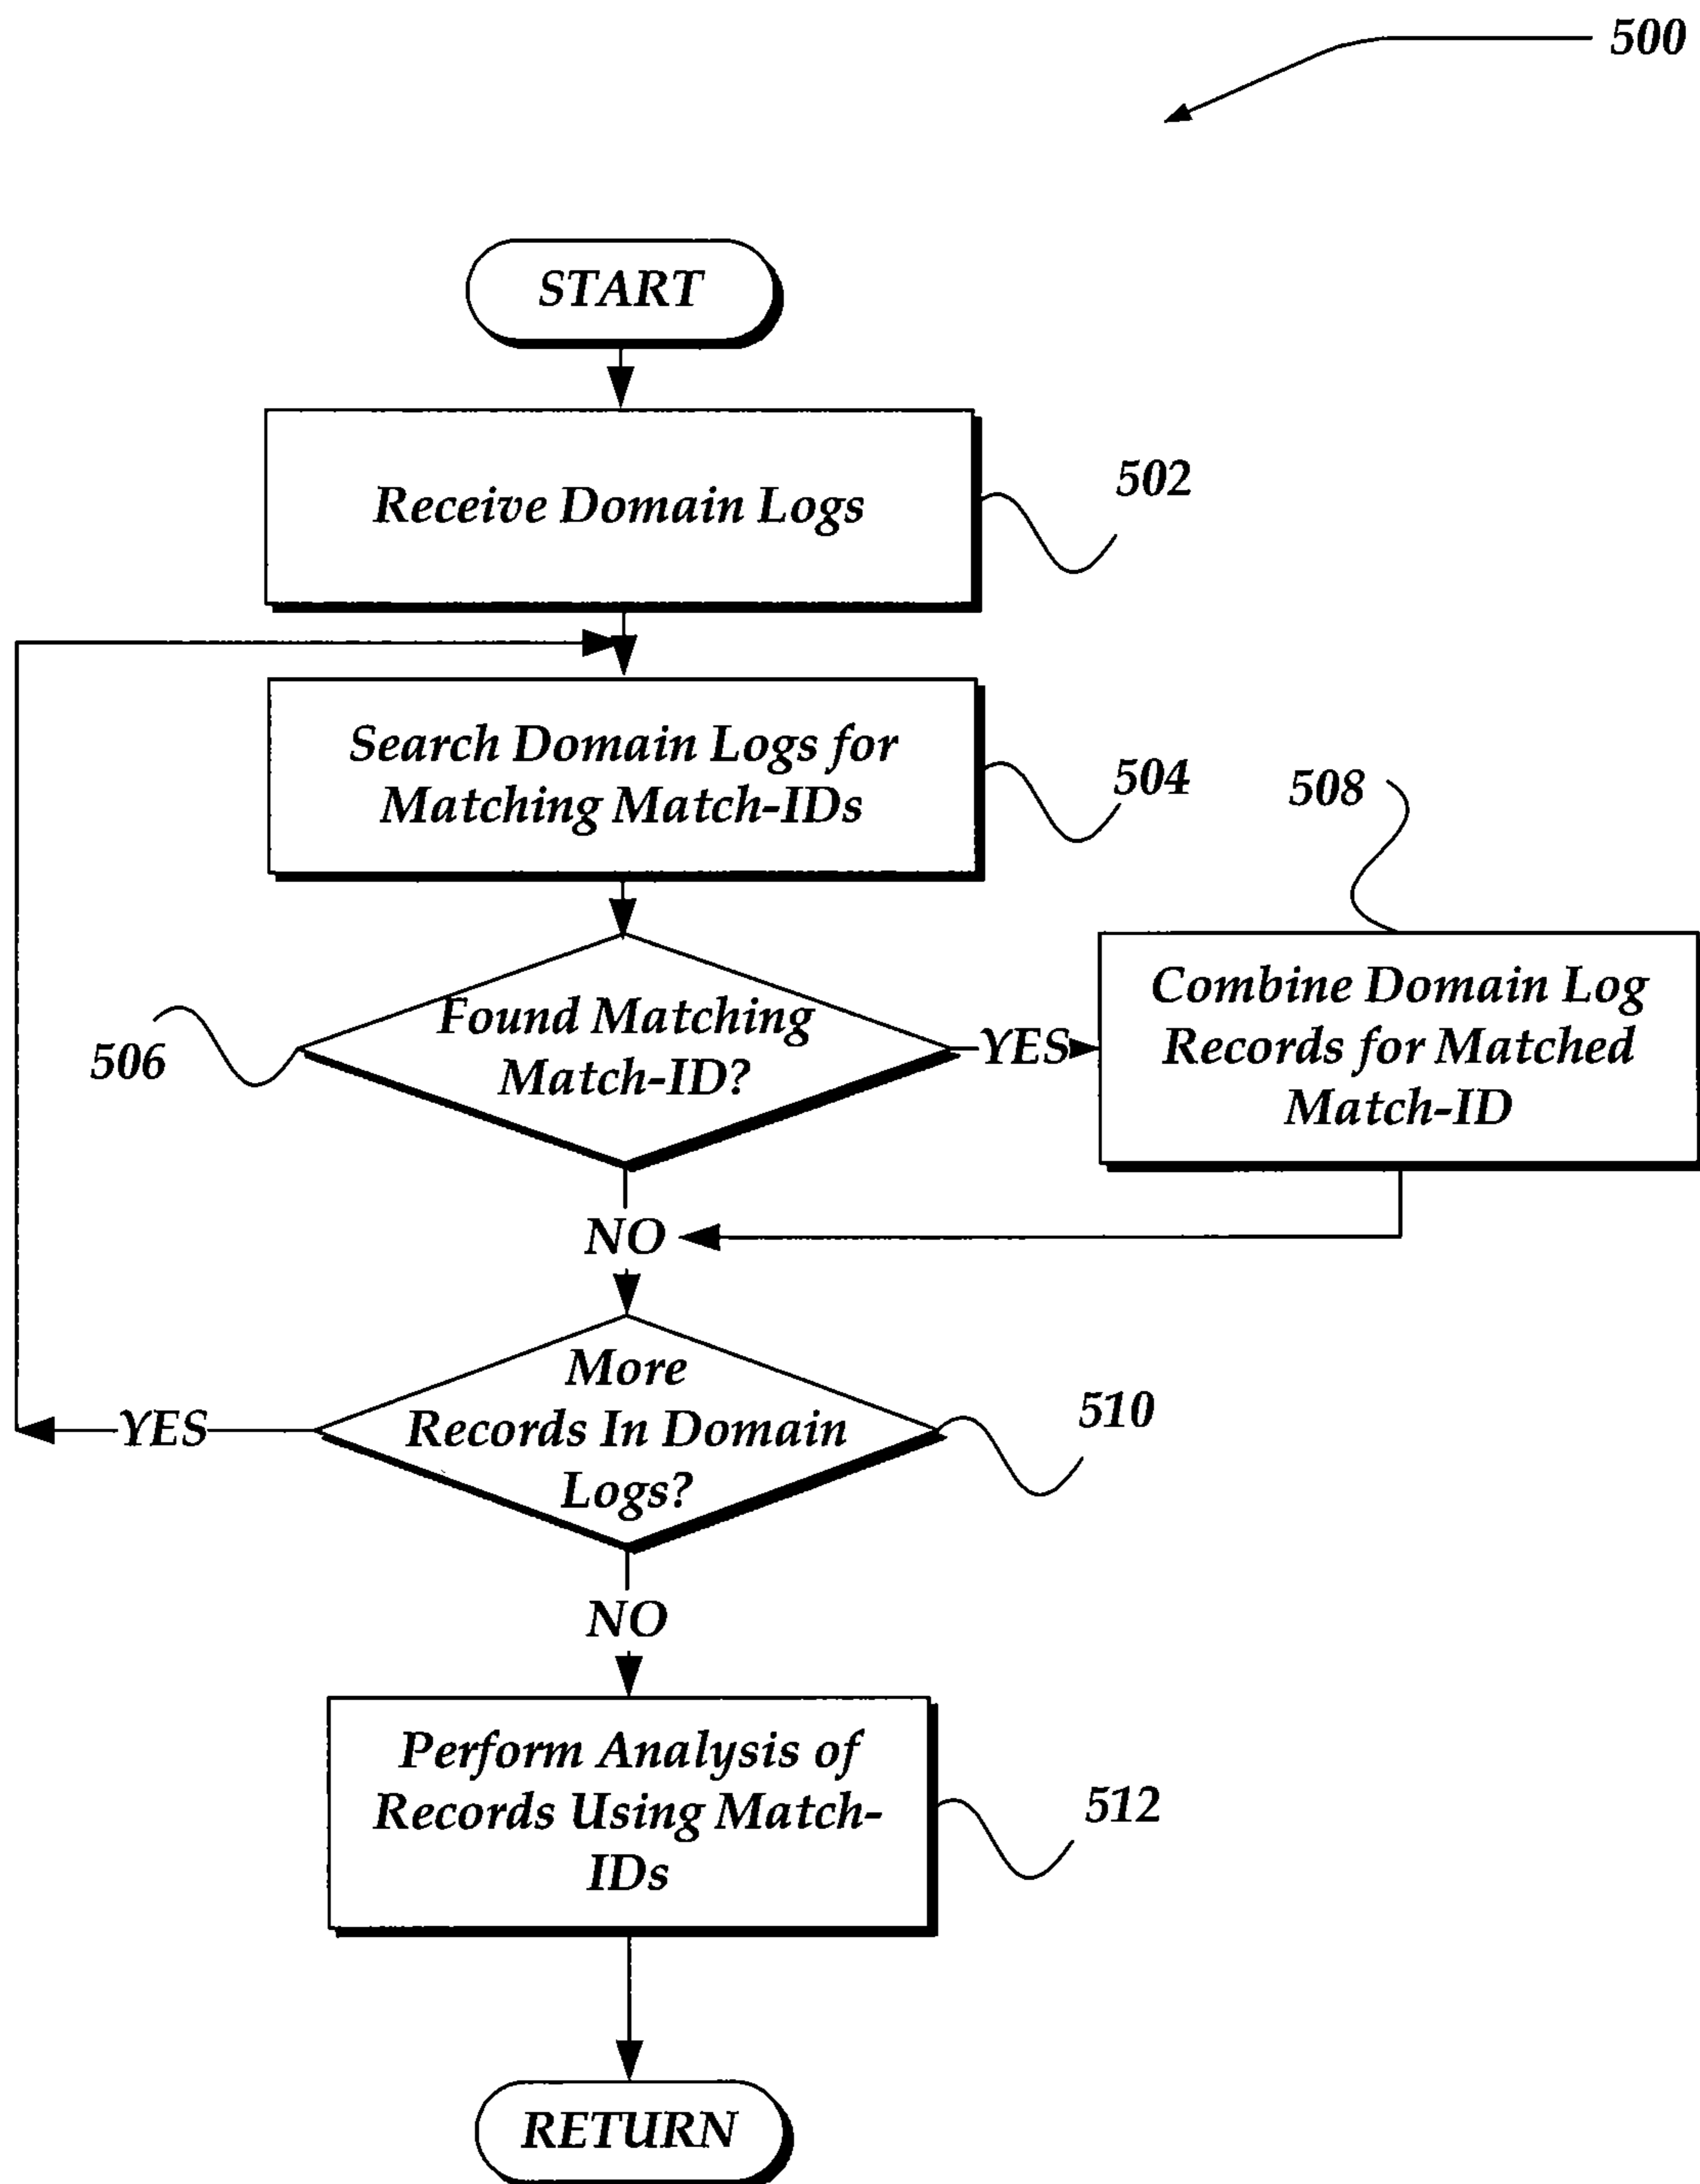 500
START
Receive Domain Logs
502
Search Domain Logs for
Matching Match-IDs
504
508
Found Matching
Match-ID?
506
YES
Combine Domain Log
Records for Matched
Match-ID
NO
More
Records In Domain
Logs?
510
YES
NO
Perform Analysis of
Records Using Match-
IDs
512
RETURN